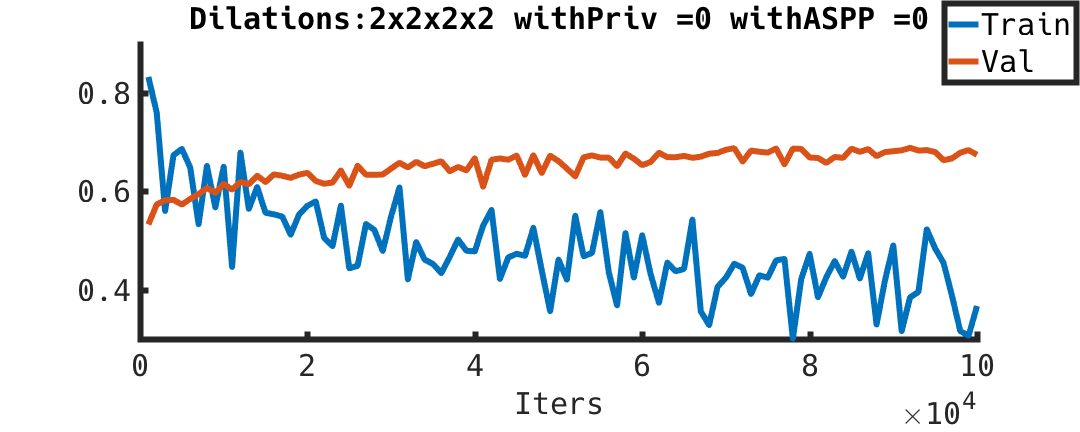 Dilations:2x2x2x2 withPriv =0 withASPP =0
Train
Val
0.8
0.6
0.4
0 2 4 6 8 10
Iters
×10^4